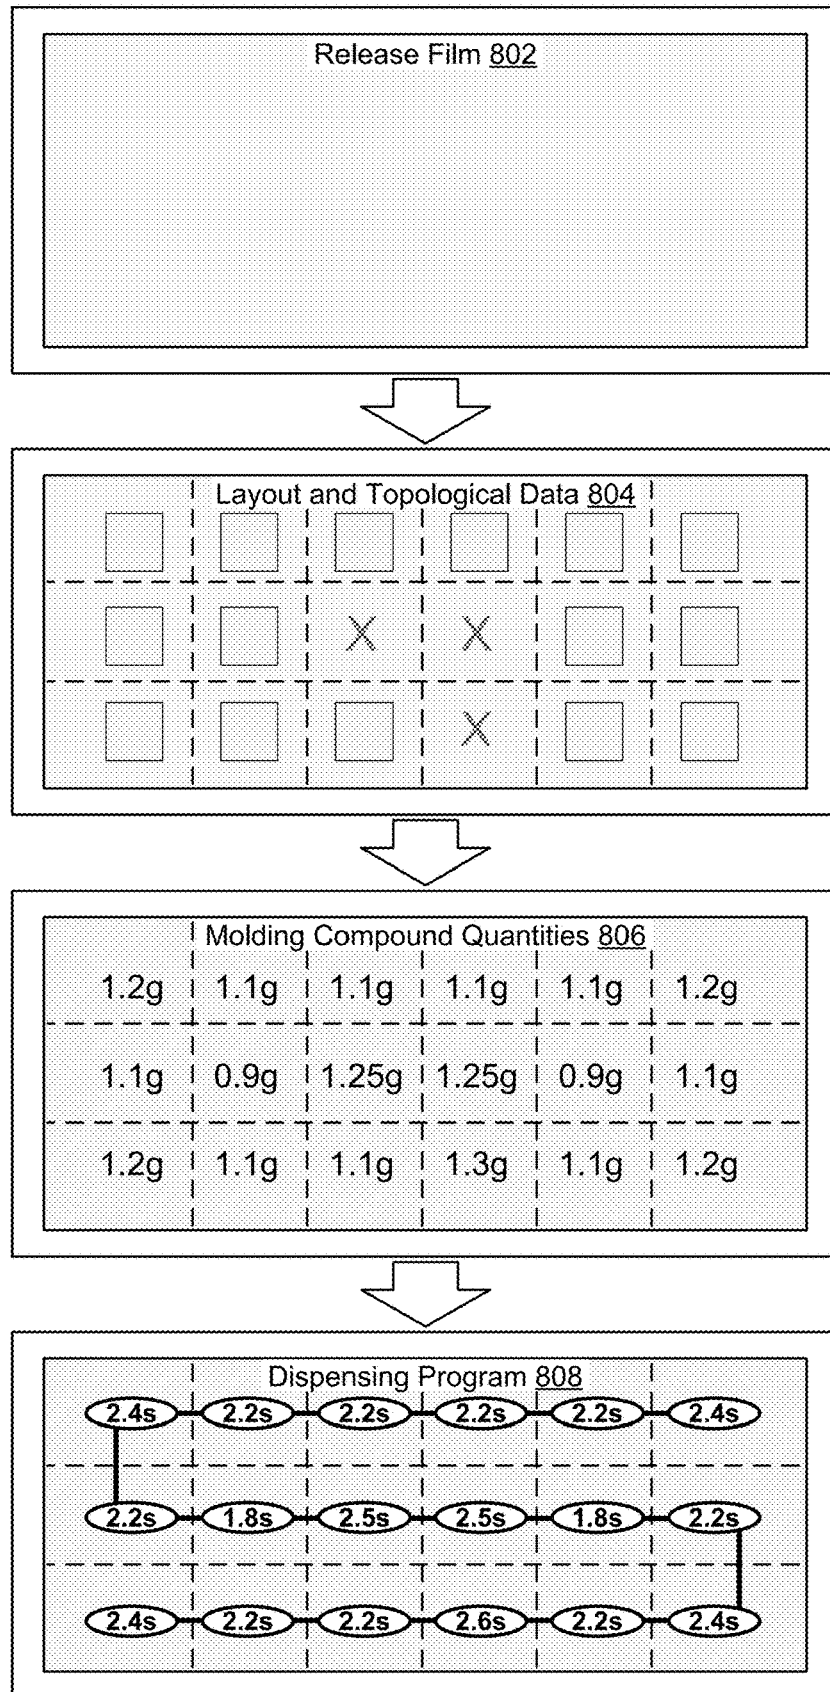 Release Film 802
Layout and Topological Data 804
X X
X
Molding Compound Quantities 806
1.2g 1.1g 1.1g 1.1g 1.1g 1.2g
1.1g 0.9g 1.25g 1.25g 0.9g 1.1g
1.2g 1.1g 1.1g 1.3g 1.1g 1.2g
Dispensing Program 808
2.4s 2.2s 2.2s 2.2s 2.2s 2.4s
2.2s 1.8s 2.5s 2.5s 1.8s 2.2s
2.4s 2.2s 2.2s 2.6s 2.2s 2.4s